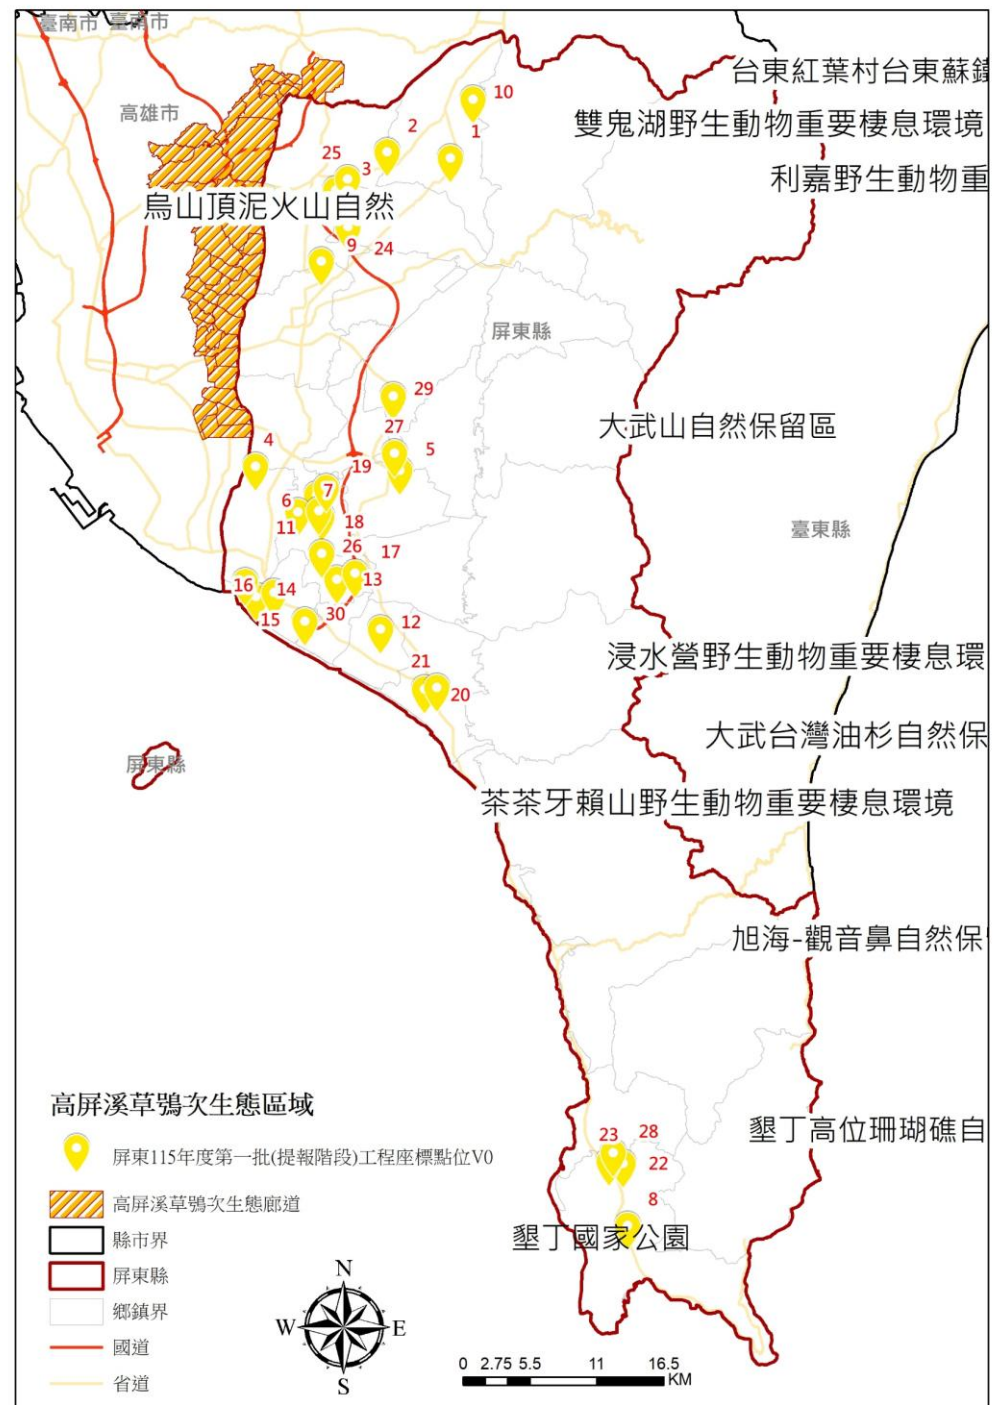 臺南市
臺南市
台東紅葉村台東蘇鐵
10
高雄市
2
1
雙鬼湖野生動物重要棲息環境
25
3
利嘉野生動物重
烏山頂泥火山自然
9
24
屏東縣
29
27
大武山自然保留區
4
5
19
6
7
11
18
臺東縣
26
17
16
14
13
15
30
12
21
浸水營野生動物重要棲息環
20
大武台灣油杉自然保
屏東縣
茶茶牙賴山野生動物重要棲息環境
旭海-觀音鼻自然保
墾丁高位珊瑚礁自
23
28
22
8
墾丁國家公園
高屏溪草鴞次生態區域
屏東115年度第一批(提報階段)工程座標點位V0
高屏溪草鴞次生態廊道
縣市界
屏東縣
鄉鎮界
國道
省道
N
W
E
S
0 2.75 5.5 11 16.5
KM